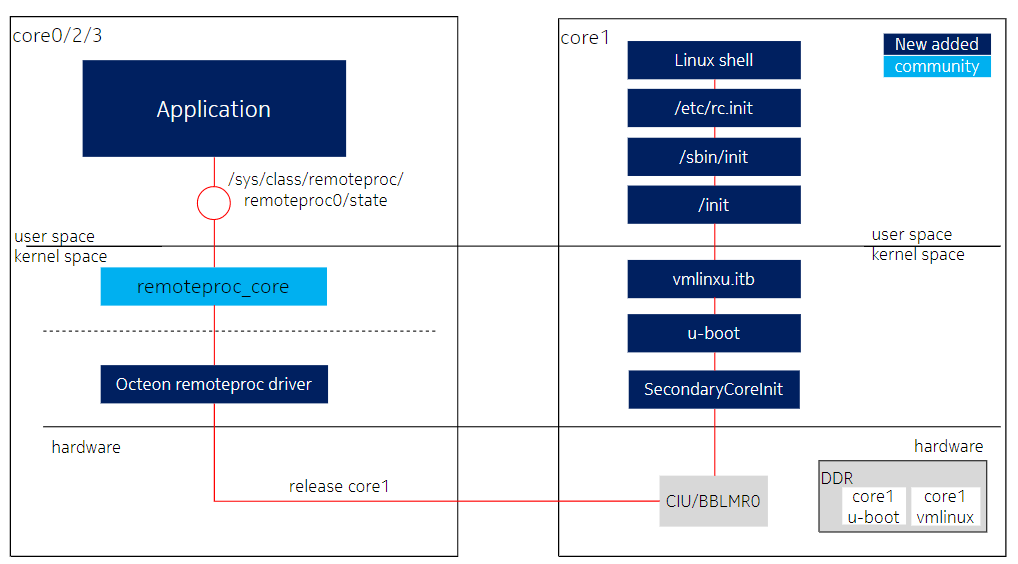 core0/2/3
Application
/sys/class/remoteproc/
remoteproc0/state
user space
kernel space
remoteproc_core
Octeon remoteproc driver
hardware
release core1
core1
New added
community
Linux shell
/etc/rc.init
/sbin/init
/init
user space
kernel space
vmlinxu.itb
u-boot
SecondaryCoreInit
hardware
CIU/BBLMR0
DDR
core1
u-boot
core1
vmlinux